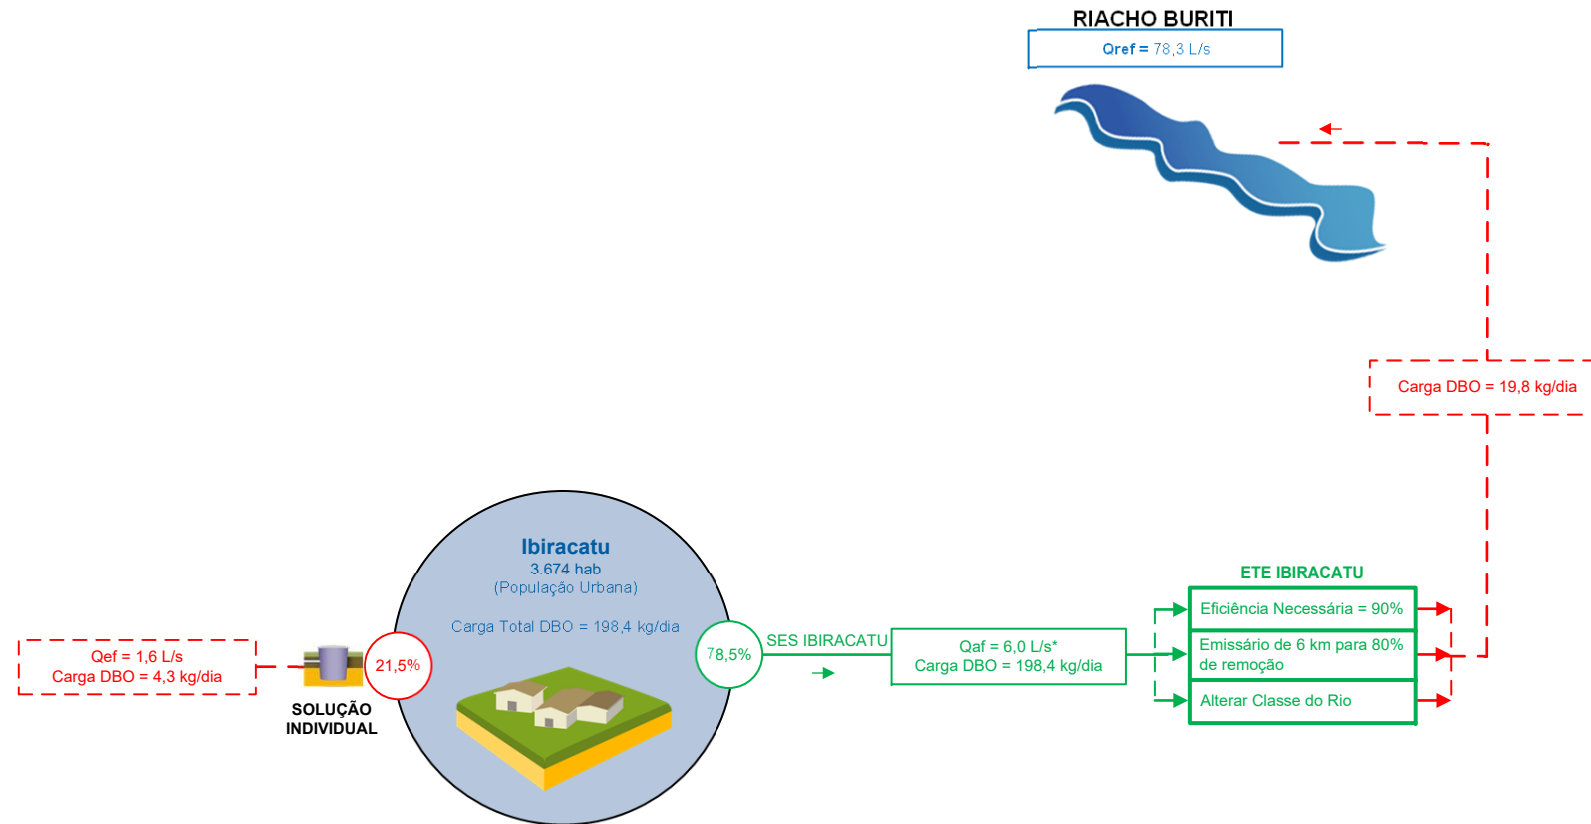 RIACHO BURITI
Qref = 78,3 L/s
Carga DBO = 19,8 kg/dia
Ibiracatu
3.674 hab
(População Urbana)
Carga Total DBO = 198,4 kg/dia
Qef = 1,6 L/s
Carga DBO = 4,3 kg/dia
21,5%
SOLUÇÃO
INDIVIDUAL
78,5%
SES IBIRACATU
Qaf = 6,0 L/s*
Carga DBO = 198,4 kg/dia
ETE IBIRACATU
Eficiência Necessária = 90%
Emissário de 6 km para 80%
de remoção
Alterar Classe do Rio